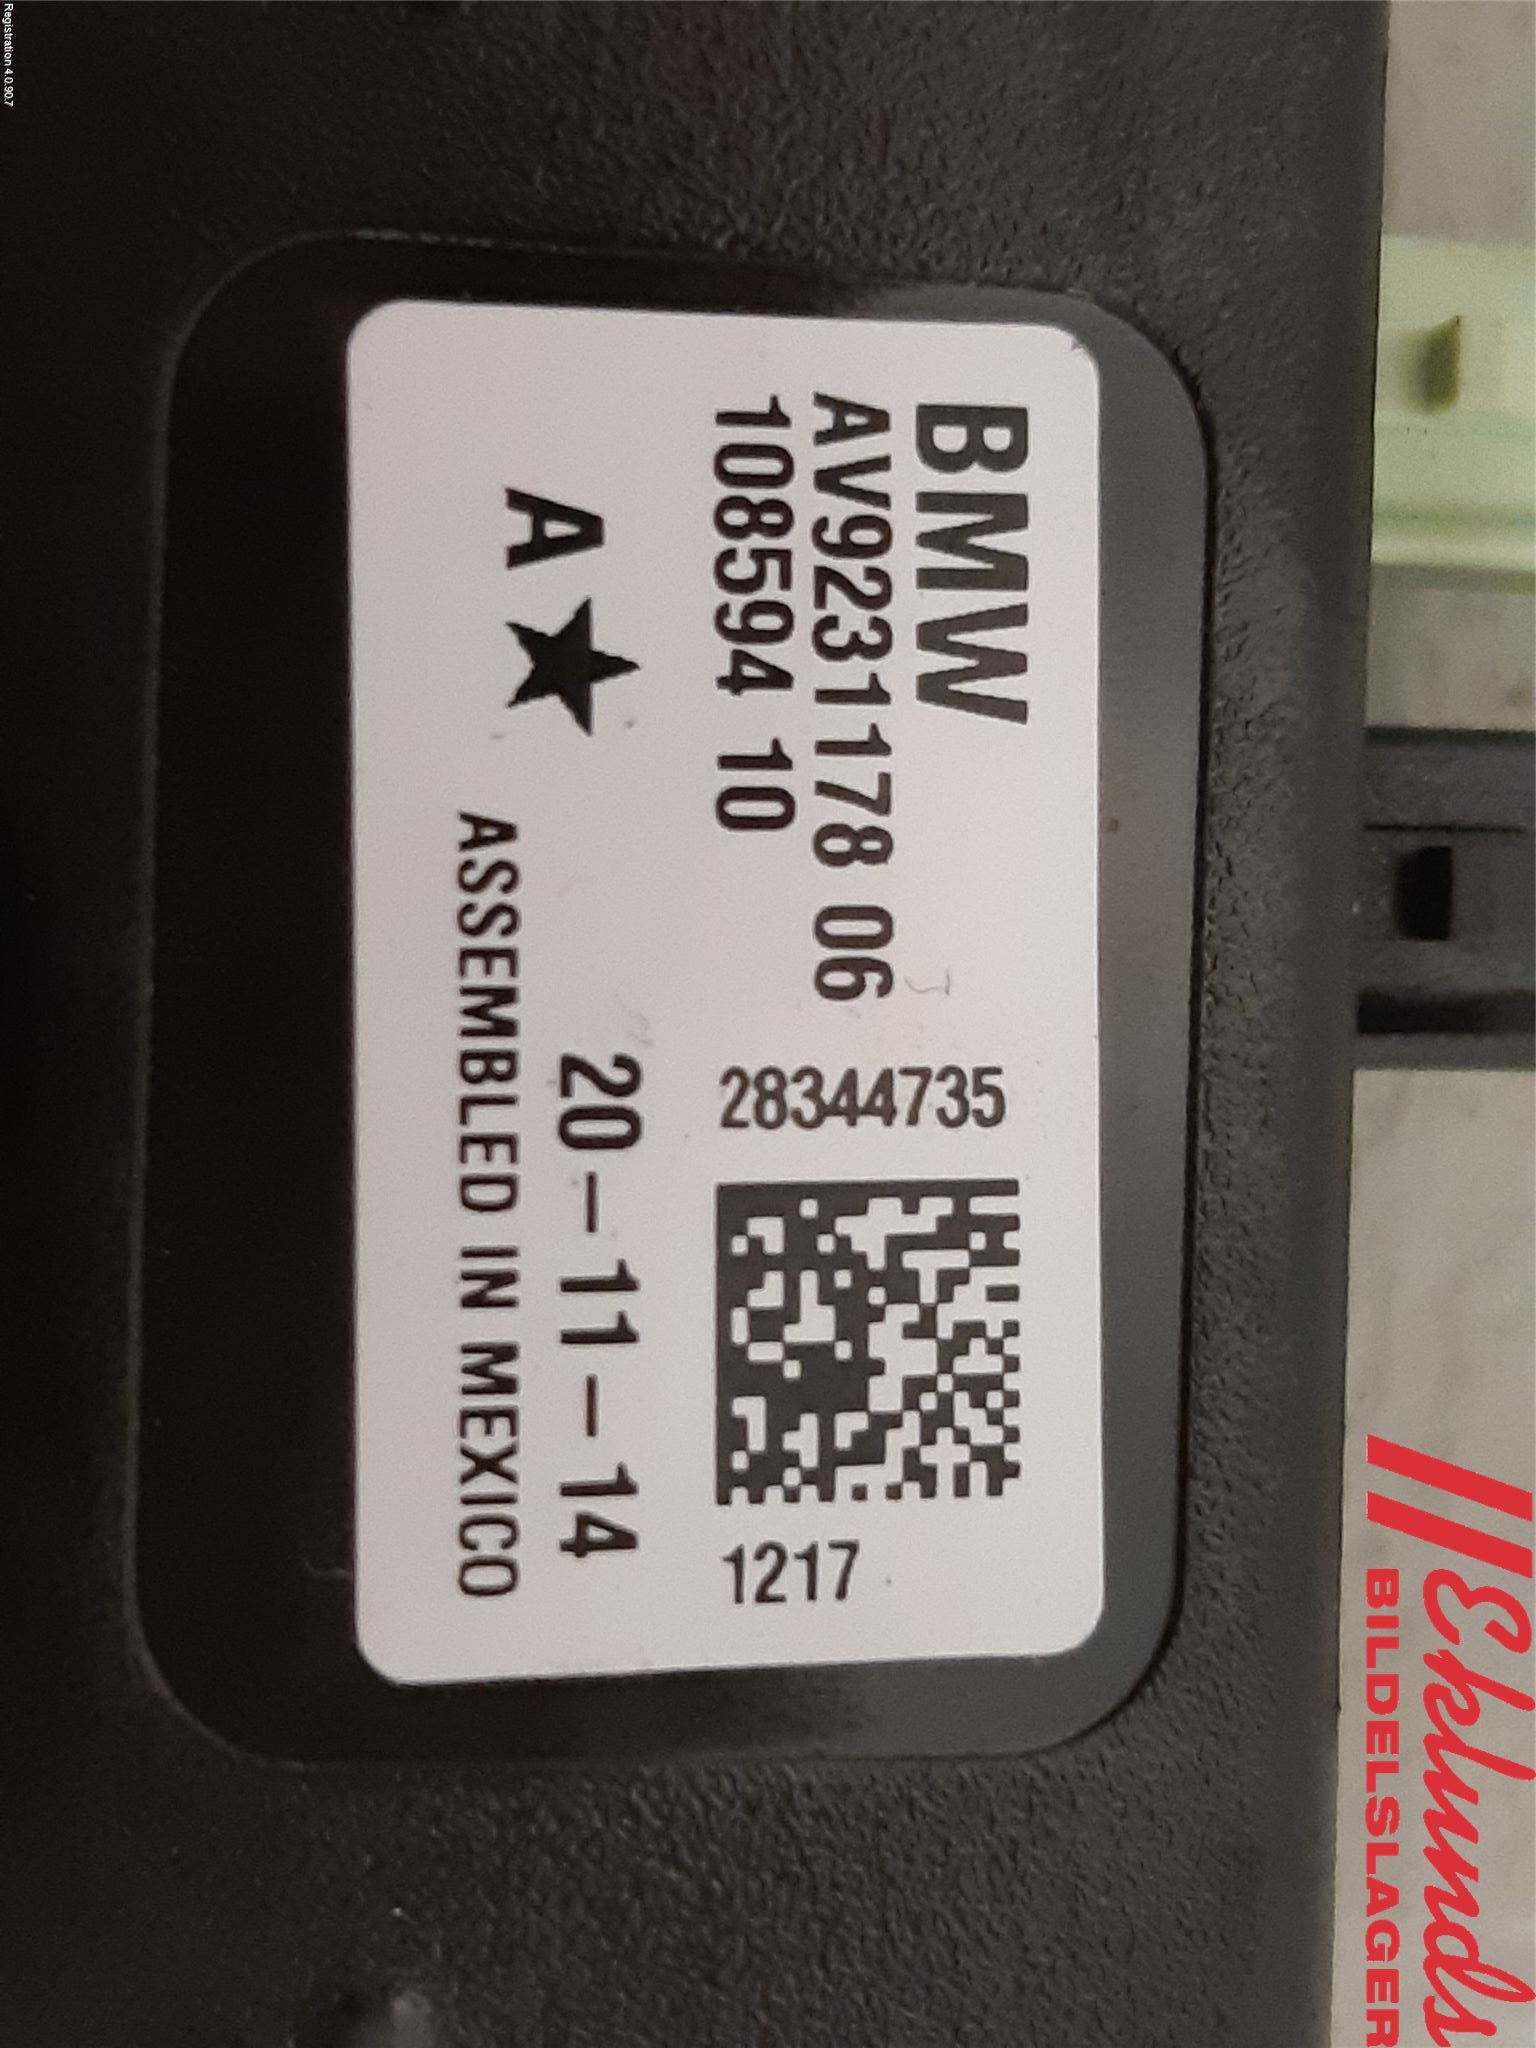 BMW
AV9231178 06
108594 10
28344735
1217
A
20-11-14
ASSEMBLED IN MEXICO
Eklunds
BILDELSLAGER
Registration 4.0.90.7